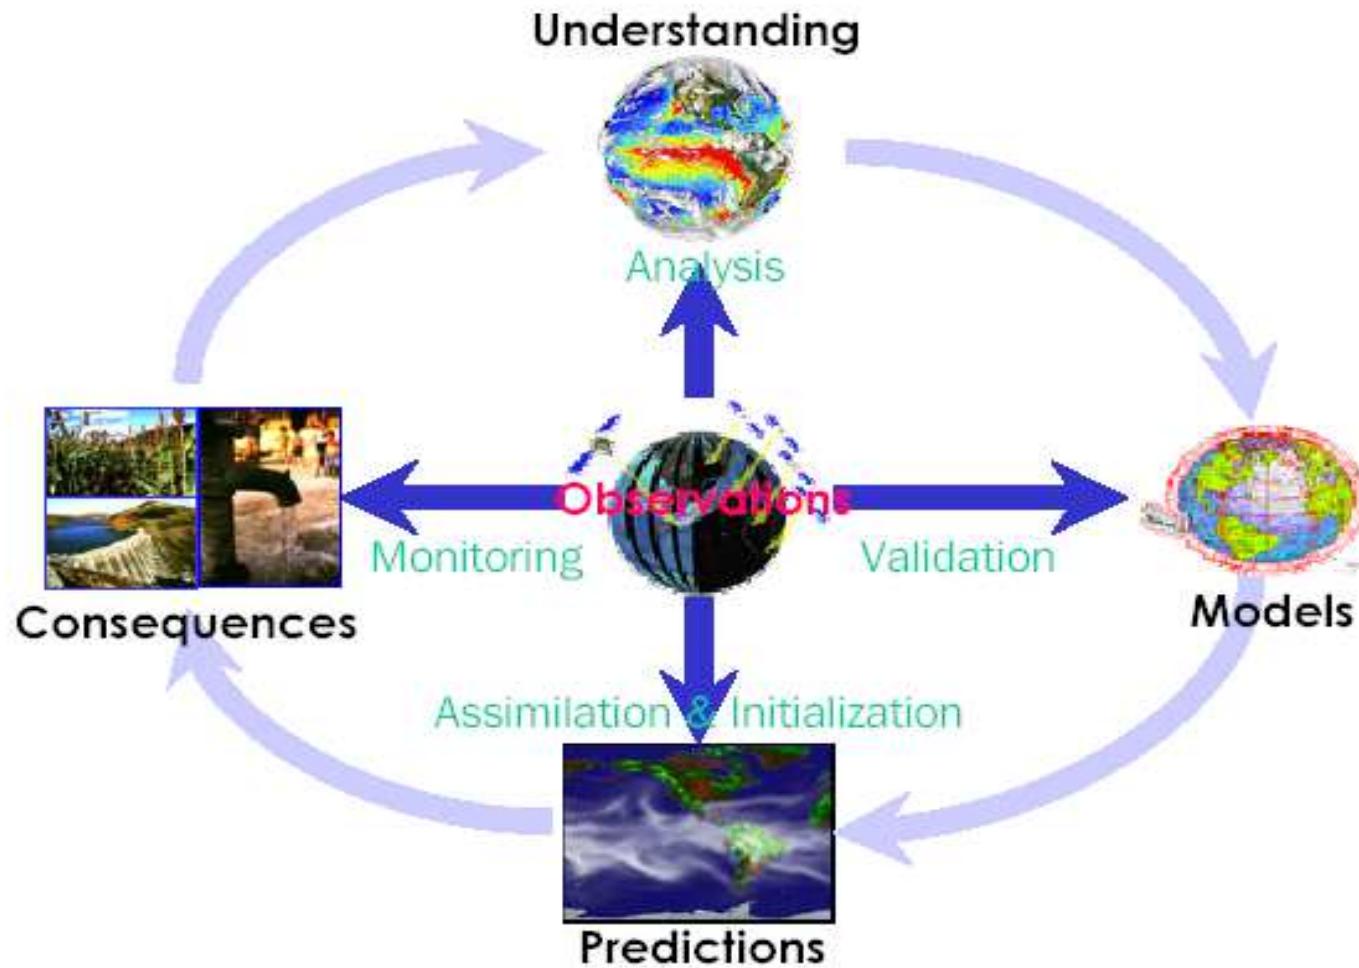 Understanding
Analysis
Observations
Monitoring
Validation
Consequences
Models
Assimilation & Initialization
Predictions